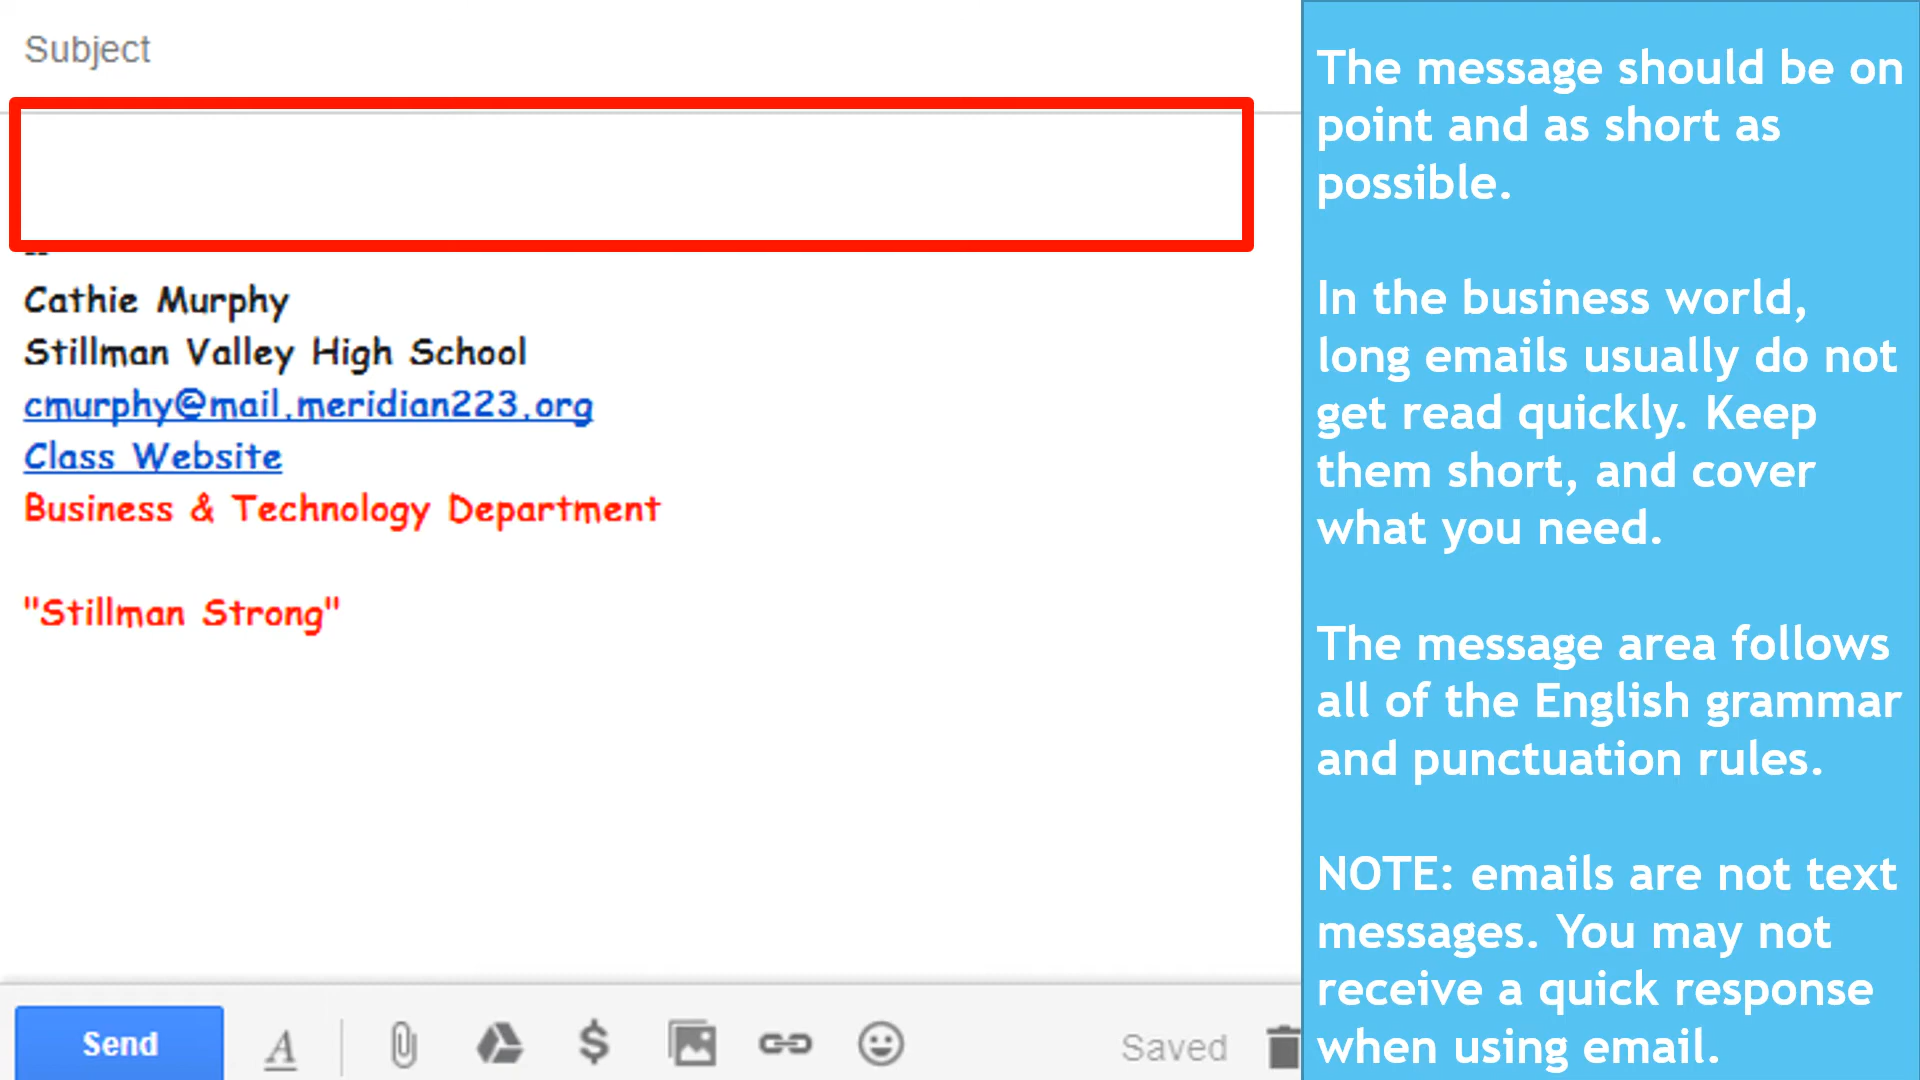 Subject
--
Cathie Murphy
Stillman Valley High School
cmurphy@mail.meridian223.org
Class Website
Business & Technology Department
"Stillman Strong"
Send
A
Saved
The message should be on
point and as short as
possible.
In the business world,
long emails usually do not
get read quickly. Keep
them short, and cover
what you need.
The message area follows
all of the English grammar
and punctuation rules.
NOTE: emails are not text
messages. You may not
receive a quick response
when using email.